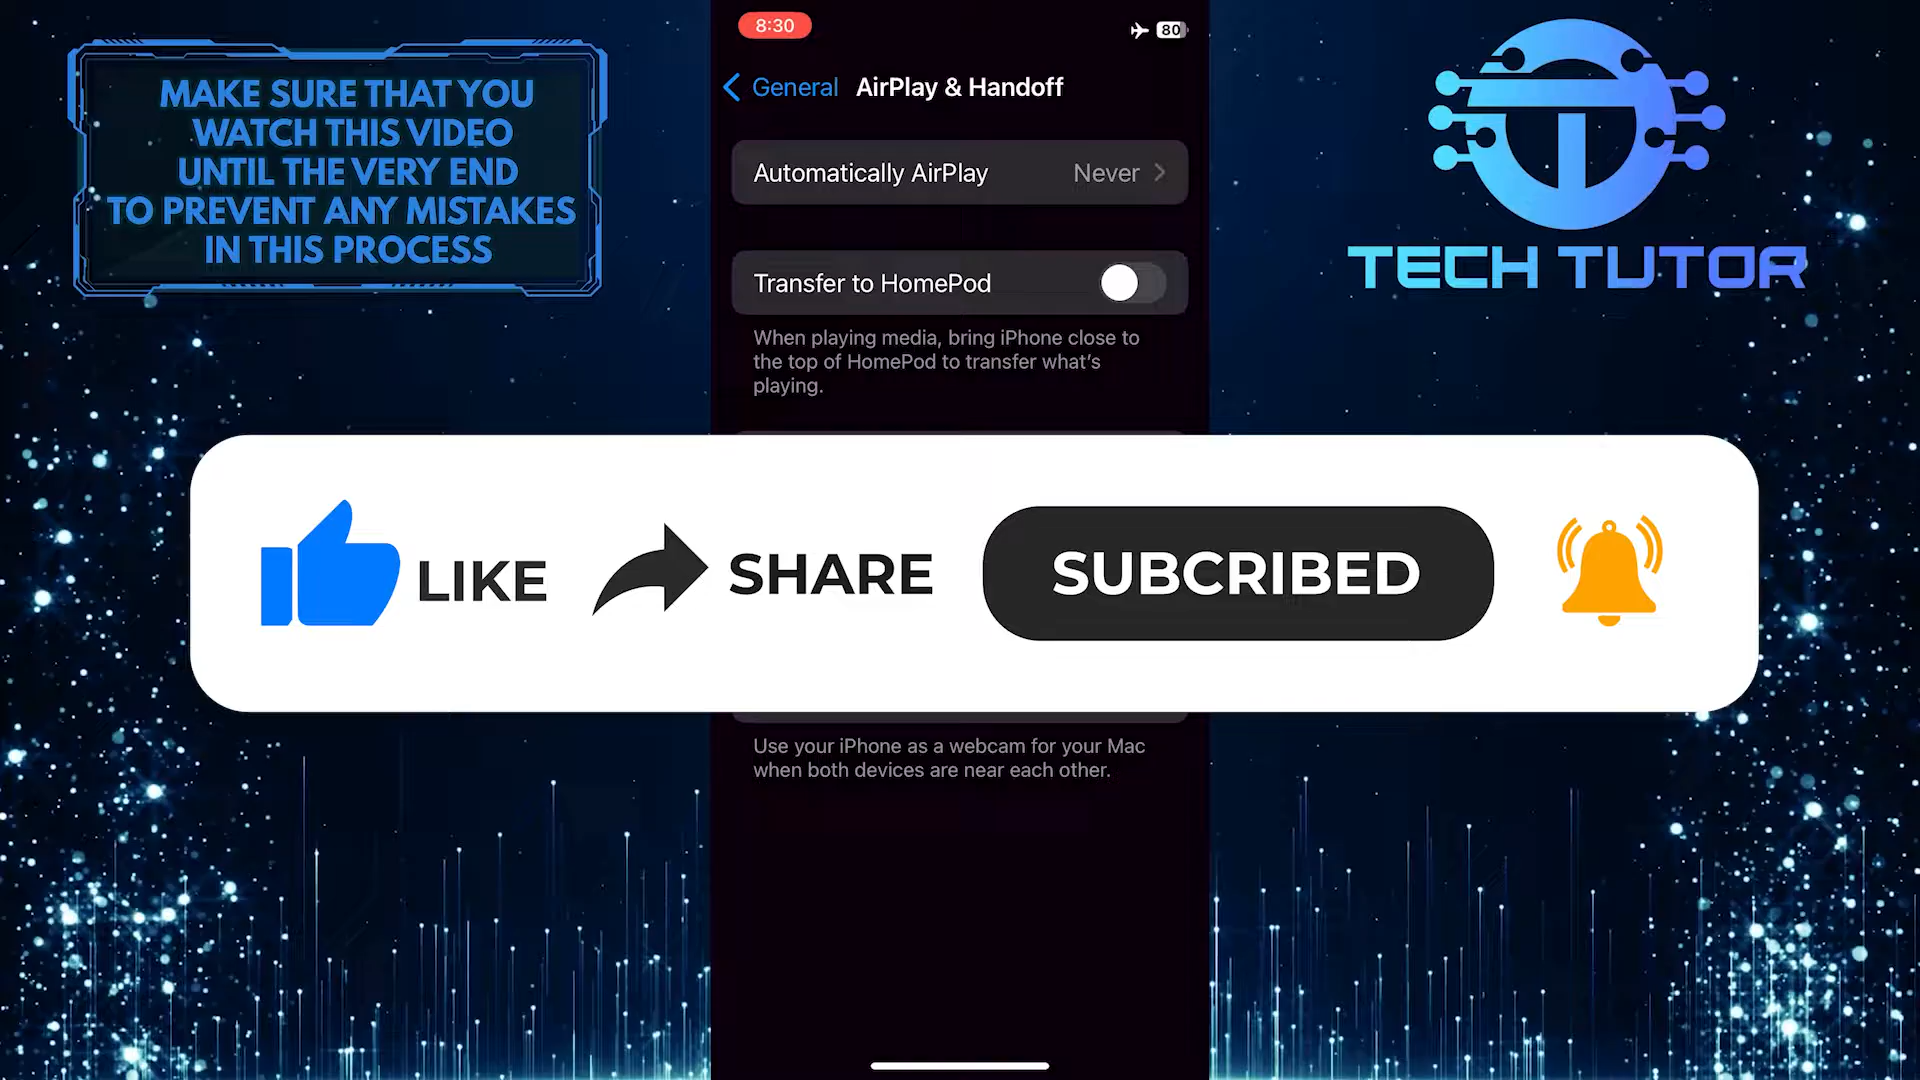 MAKE SURE THAT YOU
WATCH THIS VIDEO
UNTIL THE VERY END
TO PREVENT ANY MISTAKES
IN THIS PROCESS
8:30
80
General
AirPlay & Handoff
Automatically AirPlay
Never
Transfer to HomePod
When playing media, bring iPhone close to
the top of HomePod to transfer what's
playing.
TECH TUTOR
LIKE
SHARE
SUBCRIBED
Use your iPhone as a webcam for your Mac
when both devices are near each other.